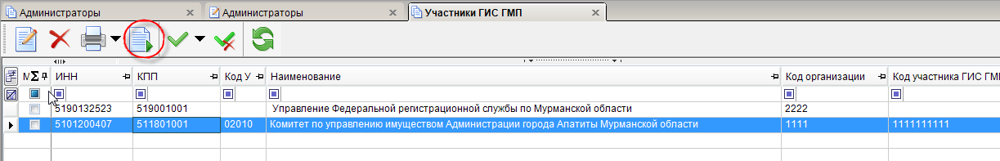 Администраторы Администраторы Участники ГИС ГМП
М Σ ИНН КПП Код У Наименование Код организации Код участника ГИС ГМ
5190132523 519001001 Управление Федеральной регистрационной службы по Мурманской области 2222
5101200407 511801001 02010 Комитет по управлению имуществом Администрации города Апатиты Мурманской области 1111 1111111111